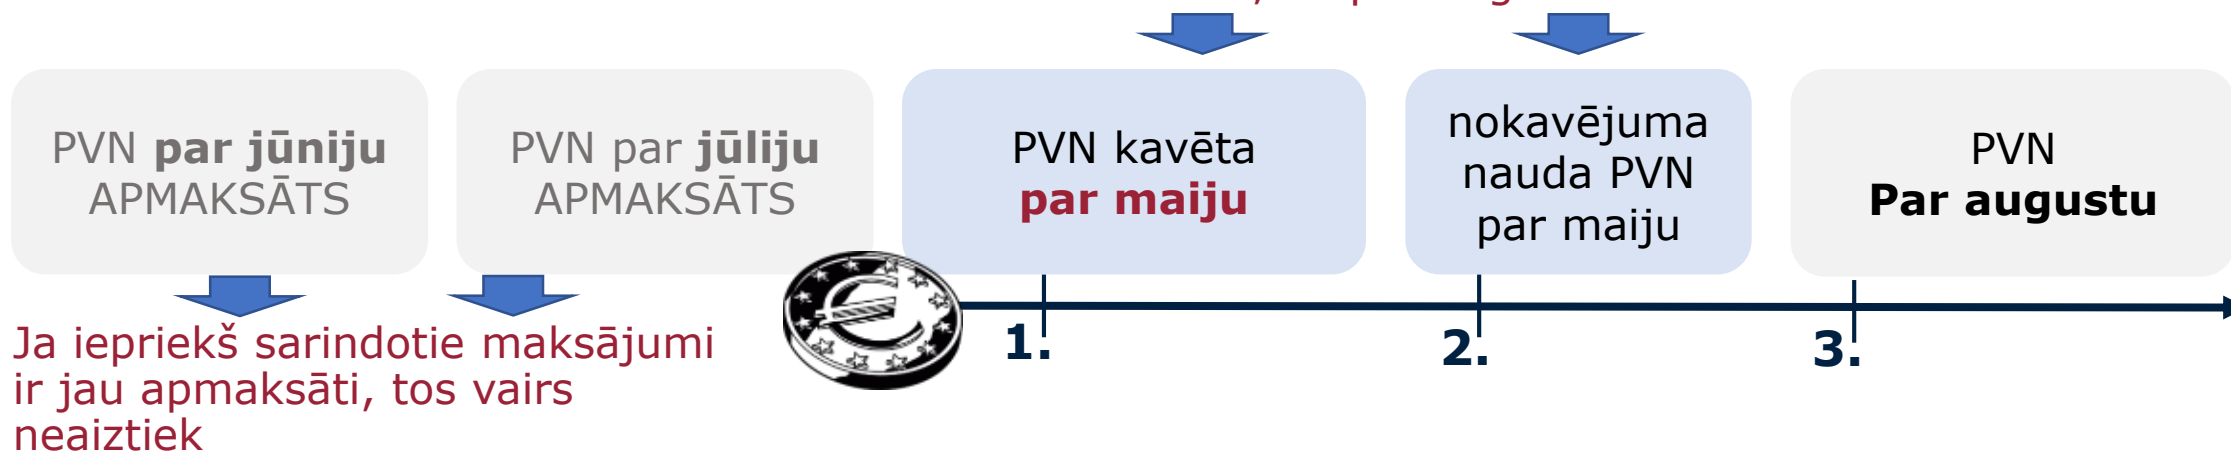 PVN par jūniju
APMAKSĀTS
PVN par jūliju
APMAKSĀTS
PVN kavēta
par maiju
nokavējuma
nauda PVN
par maiju
PVN
Par augustu
1.
2.
3.
Ja iepriekš sarindotie maksājumi
ir jau apmaksāti, tos vairs
neaiztiek